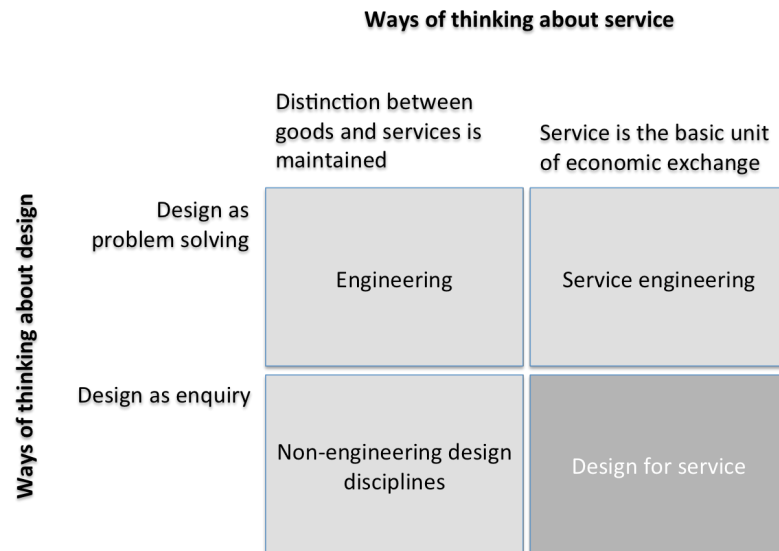 Ways of thinking about service
Distinction between
goods and services is
maintained
Service is the basic unit
of economic exchange
Ways of thinking about design
Design as
problem solving
Engineering
Service engineering
Design as enquiry
Non-engineering design
disciplines
Design for service